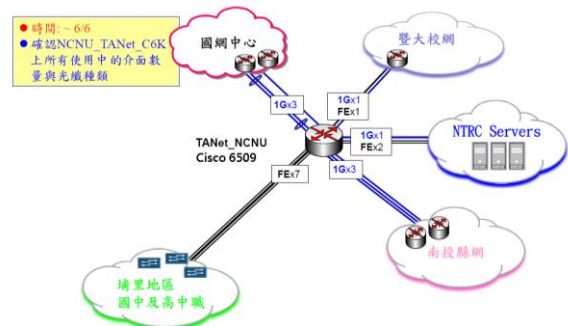 時間: ~ 6/6
確認NCNU_TANet_C6K
上所有使用中的介面數
量與光纖種類
國網中心
暨大校網
1Gx3
1Gx1
FEx1
TANet_NCNU
Cisco 6509
1Gx1
FEx2
NTRC Servers
FEx7
1Gx3
南投縣網
埔里地區
國中及高中職